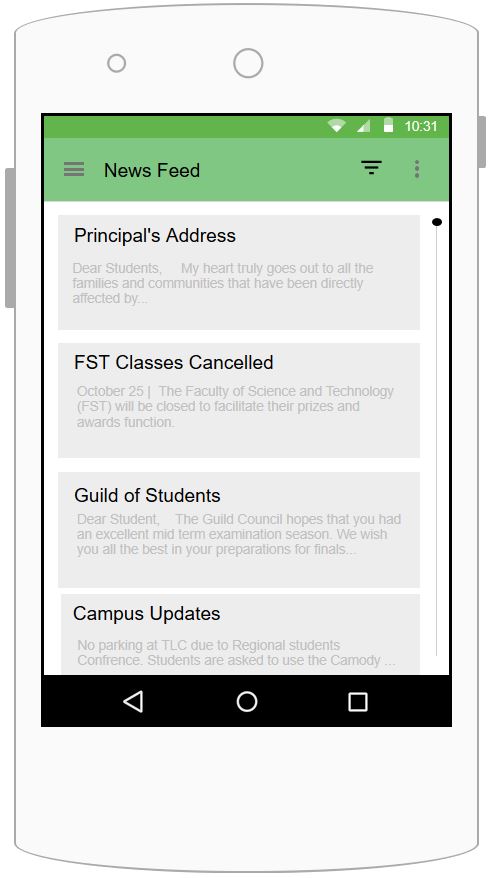 10:31
News Feed
Principal's Address
Dear Students, My heart truly goes out to all the
families and communities that have been directly
affected by...
FST Classes Cancelled
October 25 | The Faculty of Science and Technology
(FST) will be closed to facilitate their prizes and
awards function.
Guild of Students
Dear Student, The Guild Council hopes that you had
an excellent mid term examination season. We wish
you all the best in your preparations for finals...
Campus Updates
No parking at TLC due to Regional students
Confrence. Students are asked to use the Camody ...